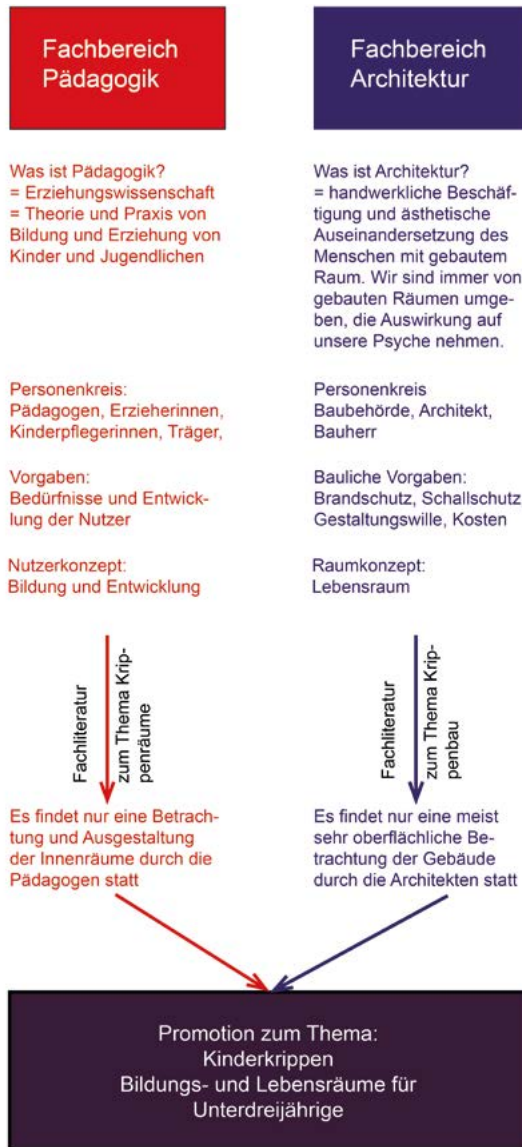 Fachbereich
Pädagogik
Was ist Pädagogik?
= Erziehungswissenschaft
= Theorie und Praxis von
Bildung und Erziehung von
Kinder und Jugendlichen
Personenkreis:
Pädagogen, Erzieherinnen,
Kinderpflegerinnen, Träger,
Vorgaben:
Bedürfnisse und Entwick-
lung der Nutzer
Nutzerkonzept:
Bildung und Entwicklung
Fachliteratur
zum Thema Krip-
penräume
Es findet nur eine Betrach-
tung und Ausgestaltung
der Innenräume durch die
Pädagogen statt
Fachbereich
Architektur
Was ist Architektur?
= handwerkliche Beschäf-
tigung und ästhetische
Auseinandersetzung des
Menschen mit gebautem
Raum. Wir sind immer von
gebauten Räumen umge-
ben, die Auswirkung auf
unsere Psyche nehmen.
Personenkreis
Baubehörde, Architekt,
Bauherr
Bauliche Vorgaben:
Brandschutz, Schallschutz
Gestaltungswille, Kosten
Raumkonzept:
Lebensraum
Fachliteratur
zum Thema Krip-
penbau
Es findet nur eine meist
sehr oberflächliche Be-
trachtung der Gebäude
durch die Architekten statt
Promotion zum Thema:
Kinderkrippen
Bildungs- und Lebensräume für
Unterdreijährige